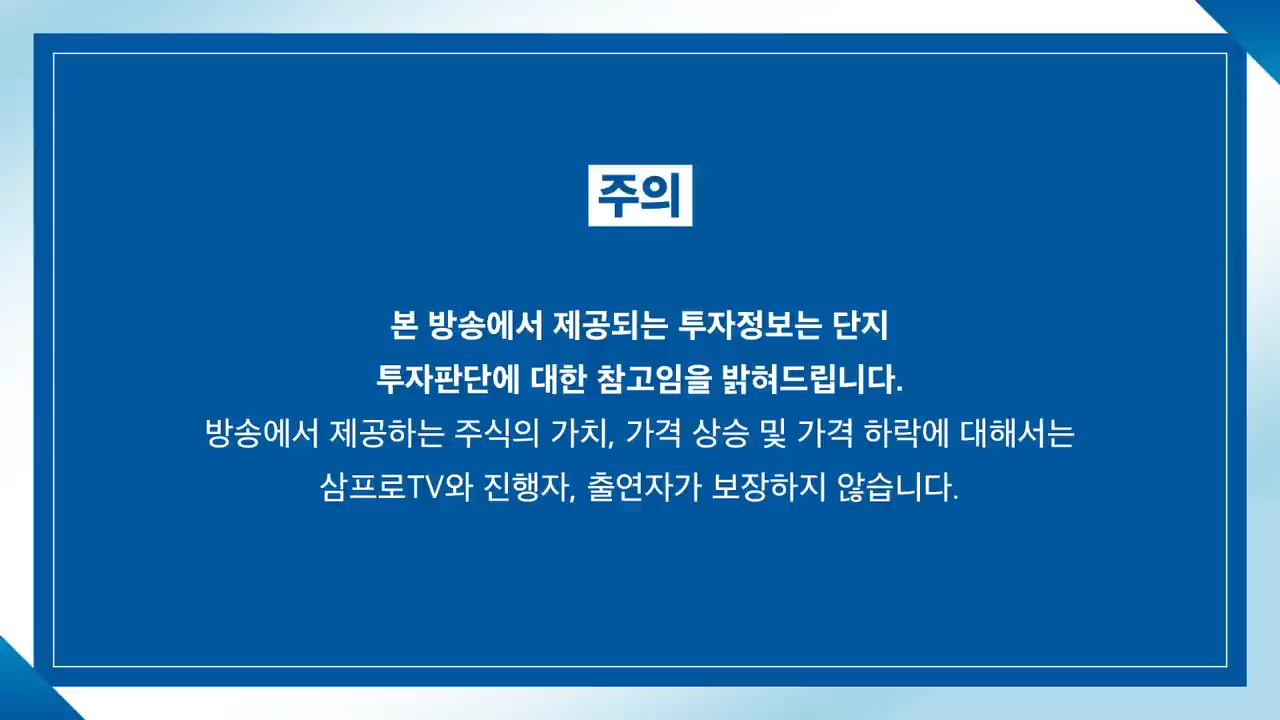 주의
본 방송에서 제공되는 투자정보는 단지
투자판단에 대한 참고임을 밝혀드립니다.
방송에서 제공하는 주식의 가치, 가격 상승 및 가격 하락에 대해서는
삼프로TV와 진행자, 출연자가 보장하지 않습니다.